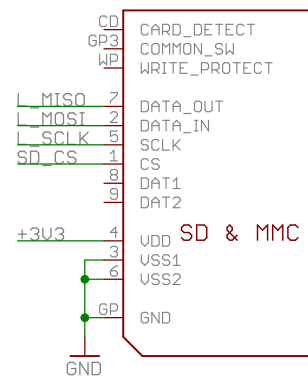 CD CARD_DETECT
GP3 COMMON_SW
WP WRITE_PROTECT
L_MISO 7 DATA_OUT
L_MOSI 2 DATA_IN
L_SCLK 5 SCLK
SD_CS 1 CS
8 DAT1
9 DAT2
+3V3 4 VDD SD & MMC
3 VSS1
6 VSS2
GP GND
GND